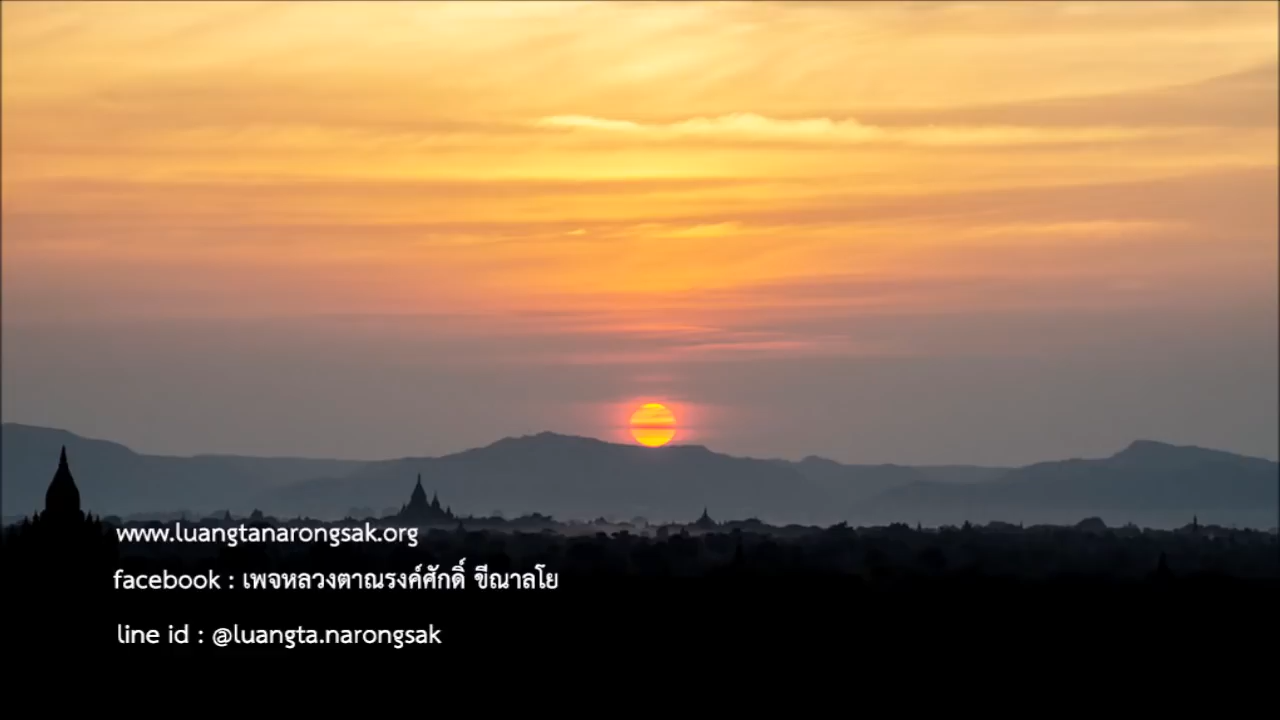 www.luangtanarongsak.org
facebook : เพจหลวงตาณรงค์ศักดิ์ ขีณาลโย
line id : @luangta.narongsak